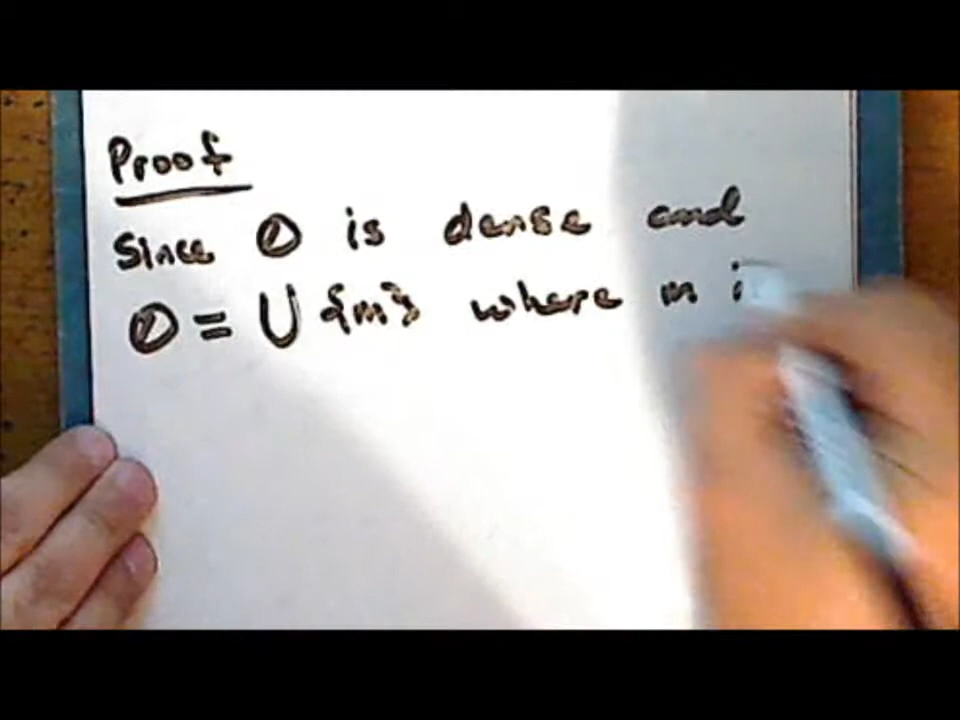 Proof
Since Q is dense and
Q = ∪ {m} where m i